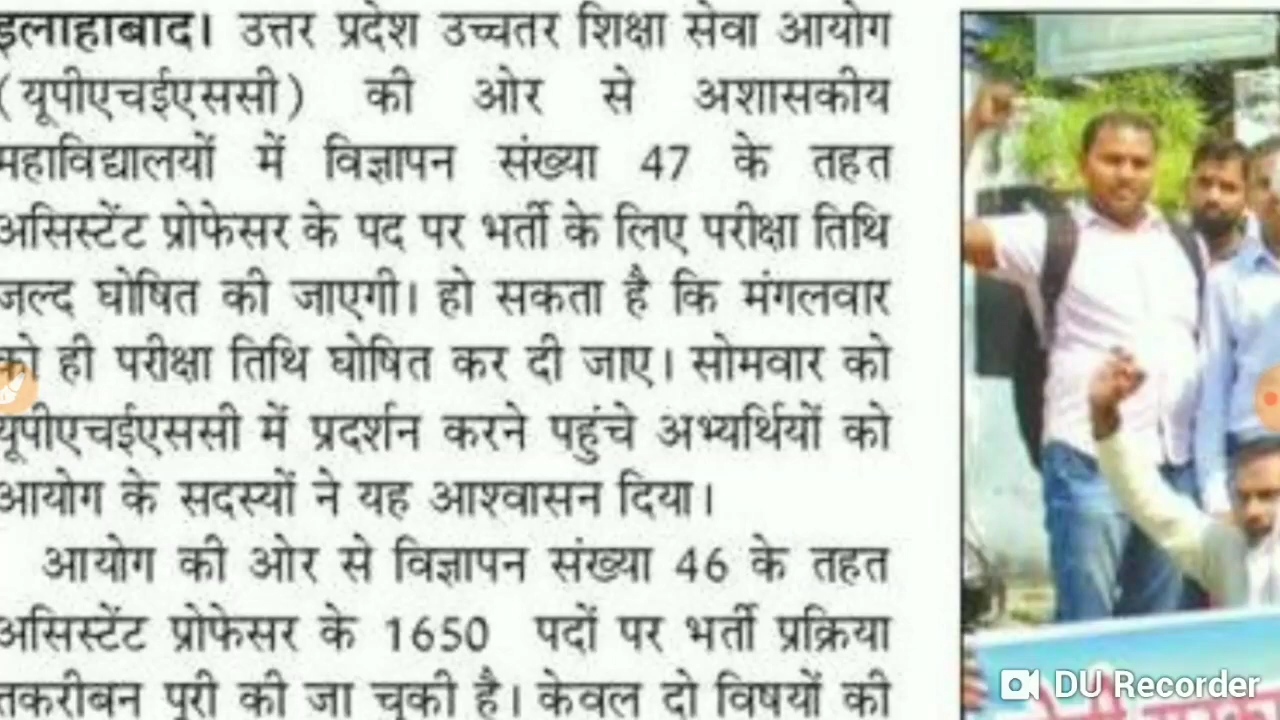 इलाहाबाद। उत्तर प्रदेश उच्चतर शिक्षा सेवा आयोग
(यूपीएचईएससी) की ओर से अशासकीय
महाविद्यालयों में विज्ञापन संख्या 47 के तहत
असिस्टेंट प्रोफेसर के पद पर भर्ती के लिए परीक्षा तिथि
जल्द घोषित की जाएगी। हो सकता है कि मंगलवार
को ही परीक्षा तिथि घोषित कर दी जाए। सोमवार को
यूपीएचईएससी में प्रदर्शन करने पहुंचे अभ्यर्थियों को
आयोग के सदस्यों ने यह आश्वासन दिया।
आयोग की ओर से विज्ञापन संख्या 46 के तहत
असिस्टेंट प्रोफेसर के 1650 पदों पर भर्ती प्रक्रिया
तकरीबन पूरी की जा चुकी है। केवल दो विषयों की
DU Recorder